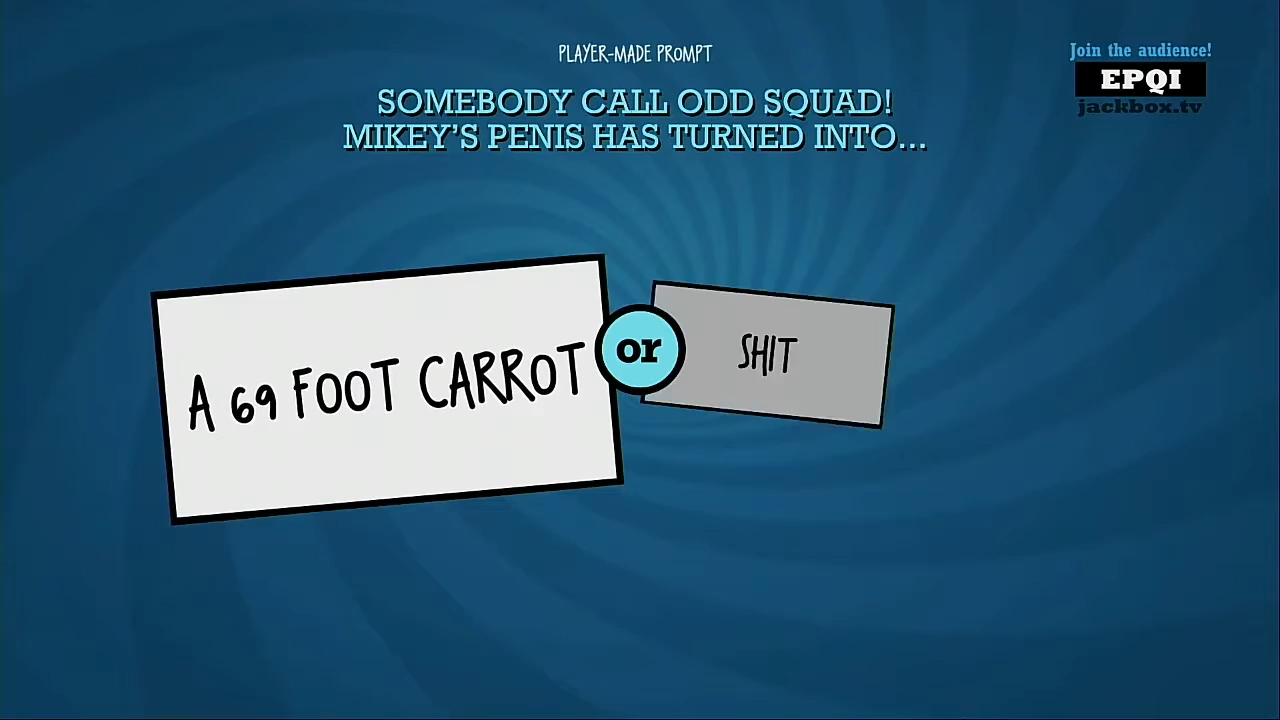 PLAYER-MADE PROMPT
Join the audience!
EPQI
jackbox.tv
SOMEBODY CALL ODD SQUAD!
MIKEY'S PENIS HAS TURNED INTO...
A 69 FOOT CARROT
or
SHIT